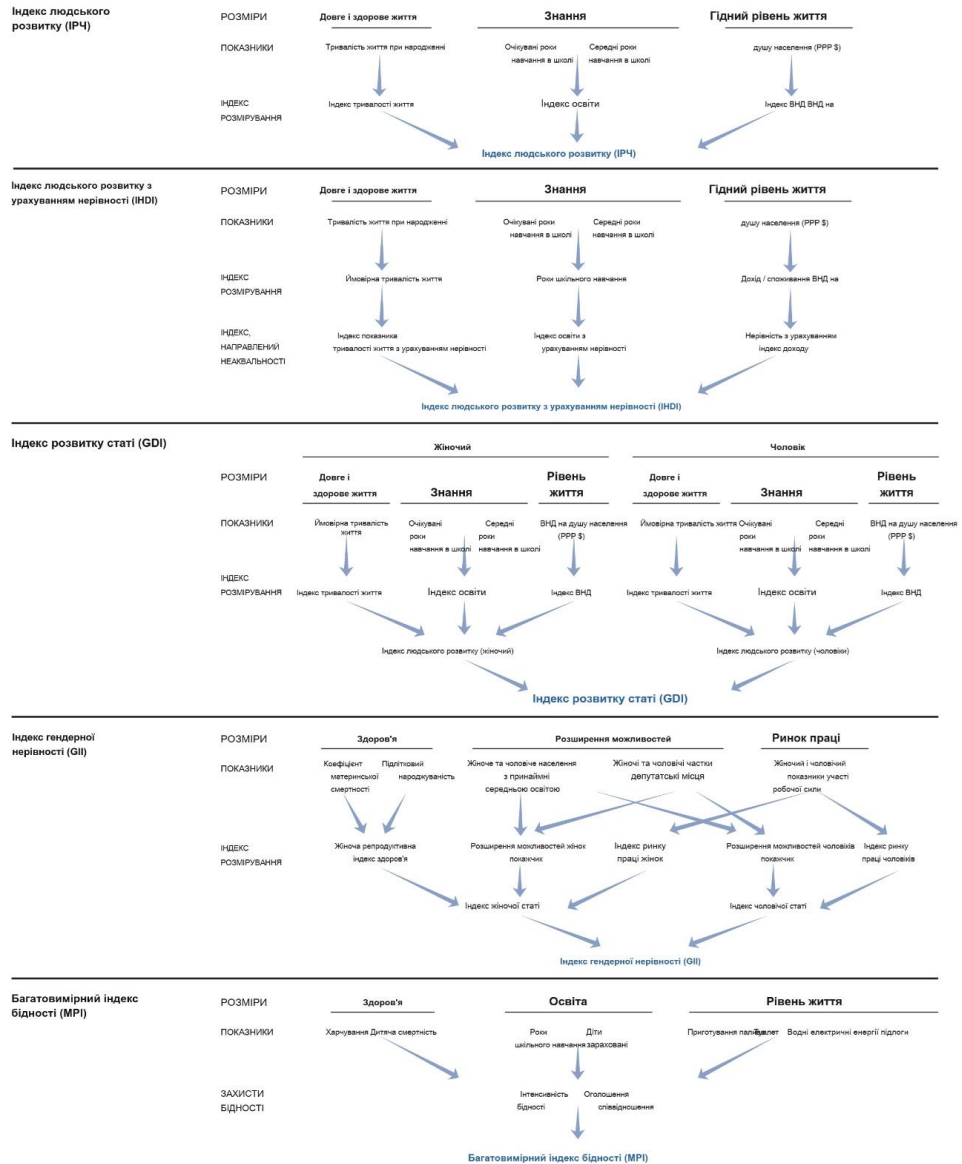 Індекс людського
розвитку (ІРЧ)
РОЗМІРИ
Довге і здорове життя
Знання
Гідний рівень життя
ПОКАЗНИКИ
Тривалість життя при народженні
Очікувані роки
навчання в школі
Середні роки
навчання в школі
душу населення (PPP $)
ІНДЕКС
РОЗМІРУВАННЯ
Індекс тривалості життя
Індекс освіти
Індекс ВНД ВНД на
Індекс людського розвитку (ІРЧ)
Індекс людського розвитку з
урахуванням нерівності (IHDI)
РОЗМІРИ
Довге і здорове життя
Знання
Гідний рівень життя
ПОКАЗНИКИ
Тривалість життя при народженні
Очікувані роки
навчання в школі
Середні роки
навчання в школі
душу населення (PPP $)
ІНДЕКС
РОЗМІРУВАННЯ
Ймовірна тривалість життя
Роки шкільного навчання
Дохід / споживання ВНД на
ІНДЕКС,
НАПРАВЛЕНИЙ
НЕАКВАЛЬНОСТІ
Індекс показника
тривалості життя з урахуванням нерівності
Індекс освіти з
урахуванням нерівності
Нерівність з урахуванням
індекс доходу
Індекс людського розвитку з урахуванням нерівності (IHDI)
Індекс розвитку статі (GDI)
Жіночий
Чоловік
РОЗМІРИ
Довге і
здорове життя
Знання
Рівень
життя
Довге і
здорове життя
Знання
Рівень
життя
ПОКАЗНИКИ
Ймовірна тривалість
життя
Очікувані
роки
навчання в школі
Середні
роки
навчання в школі
ВНД на душу населення
(PPP $)
Ймовірна тривалість життя
Очікувані
роки
навчання в школі
Середні
роки
навчання в школі
ВНД на душу населення
(PPP $)
ІНДЕКС
РОЗМІРУВАННЯ
Індекс тривалості життя
Індекс освіти
Індекс ВНД
Індекс тривалості життя
Індекс освіти
Індекс ВНД
Індекс людського розвитку (жіночий)
Індекс людського розвитку (чоловіки)
Індекс розвитку статі (GDI)
Індекс гендерної
нерівності (GII)
РОЗМІРИ
Здоров'я
Розширення можливостей
Ринок праці
ПОКАЗНИКИ
Коефіцієнт
материнської
смертності
Підлітковий
народжуваність
Жіноче та чоловіче населення
з принаймні
середньою освітою
Жіночі та чоловічі частки
депутатські місця
Жіночий і чоловічий
показники участі
робочої сили
ІНДЕКС
РОЗМІРУВАННЯ
Жіноча репродуктивна
індекс здоров'я
Розширення можливостей жінок
покажчик
Індекс ринку
праці жінок
Розширення можливостей чоловіків
покажчик
Індекс ринку
праці чоловіків
Індекс жіночої статі
Індекс чоловічої статі
Індекс гендерної нерівності (GII)
Багатовимірний індекс
бідності (MPI)
РОЗМІРИ
Здоров'я
Освіта
Рівень життя
ПОКАЗНИКИ
Харчування Дитяча смертність
Роки
шкільного навчання
Діти
зараховані
Приготування
Водні електричні енергії підлоги
ЗАХИСТИ
БІДНОСТІ
Інтенсивність
бідності
Оголошення
співвідношення
Багатовимірний індекс бідності (MPI)